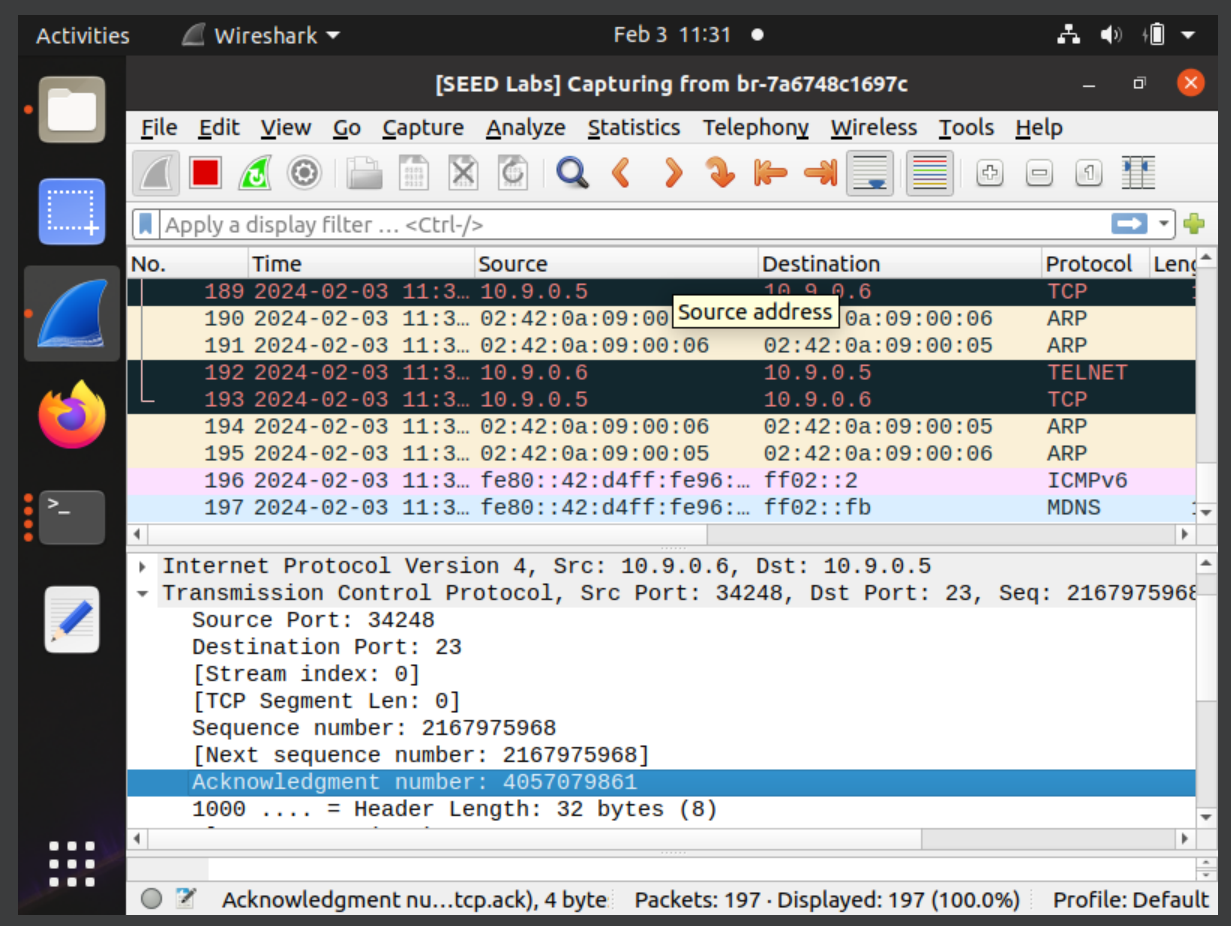 Activities Wireshark Feb 3 11:31
[SEED Labs] Capturing from br-7a6748c1697c
File Edit View Go Capture Analyze Statistics Telephony Wireless Tools Help
Apply a display filter … <Ctrl-/>
No. Time Source Destination Protocol Leng
189 2024-02-03 11:3… 10.9.0.5 10.9.0.6 TCP
Source address
190 2024-02-03 11:3… 02:42:0a:09:00 0a:09:00:06 ARP
191 2024-02-03 11:3… 02:42:0a:09:00:06 02:42:0a:09:00:05 ARP
192 2024-02-03 11:3… 10.9.0.6 10.9.0.5 TELNET
193 2024-02-03 11:3… 10.9.0.5 10.9.0.6 TCP
194 2024-02-03 11:3… 02:42:0a:09:00:06 02:42:0a:09:00:05 ARP
195 2024-02-03 11:3… 02:42:0a:09:00:05 02:42:0a:09:00:06 ARP
196 2024-02-03 11:3… fe80::42:d4ff:fe96:… ff02::2 ICMPv6
197 2024-02-03 11:3… fe80::42:d4ff:fe96:… ff02::fb MDNS
Internet Protocol Version 4, Src: 10.9.0.6, Dst: 10.9.0.5
Transmission Control Protocol, Src Port: 34248, Dst Port: 23, Seq: 2167975968
Source Port: 34248
Destination Port: 23
[Stream index: 0]
[TCP Segment Len: 0]
Sequence number: 2167975968
[Next sequence number: 2167975968]
Acknowledgment number: 4057079861
1000 .... = Header Length: 32 bytes (8)
Acknowledgment nu…tcp.ack), 4 byte Packets: 197 · Displayed: 197 (100.0%) Profile: Default